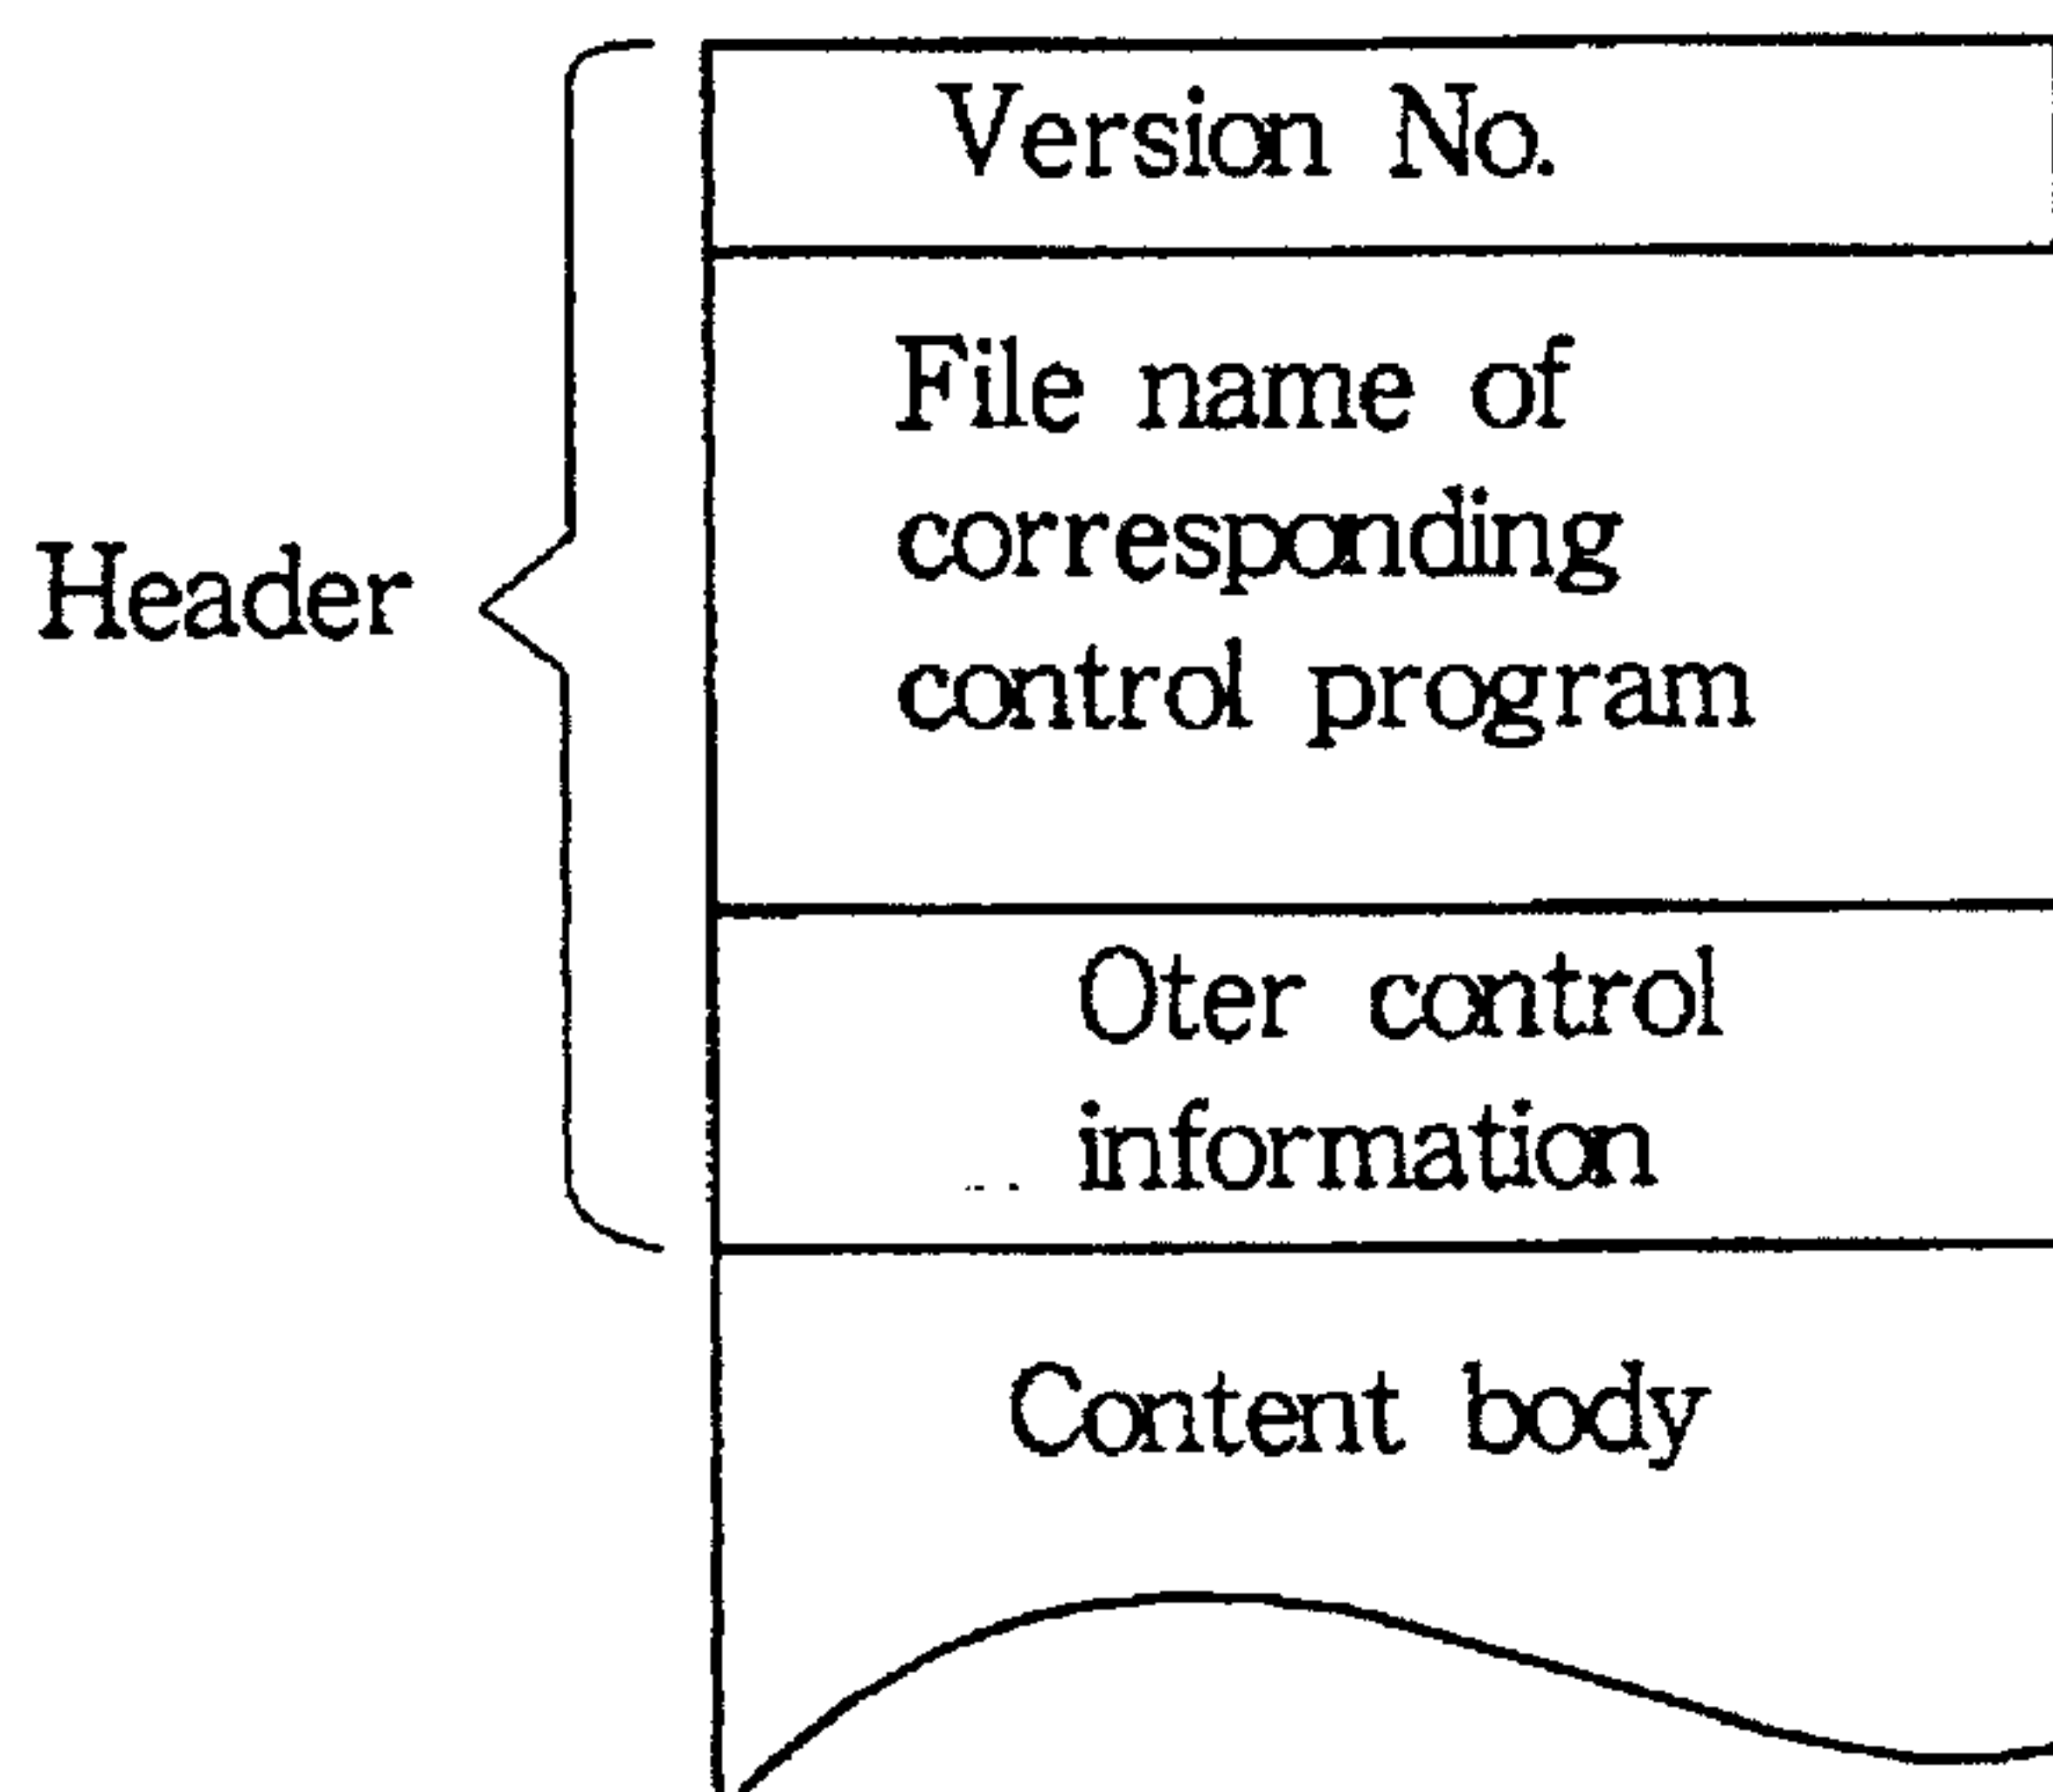 Version No.
File name of
corresponding
control program
Header
Oter control
information
Content body